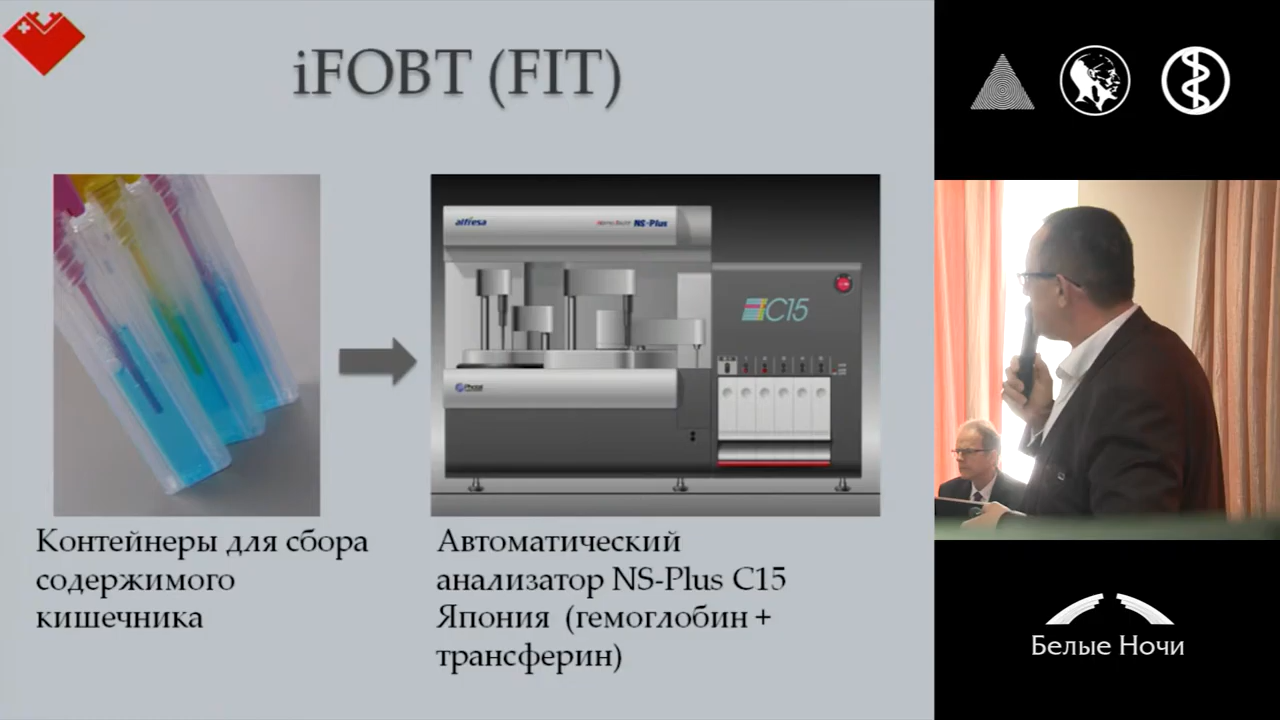 iFOBT (FIT)
alfresa
NS-Plus
C15
Контейнеры для сбора
содержимого
кишечника
Автоматический
анализатор NS-Plus C15
Япония (гемоглобин +
трансферин)
Белые Ночи